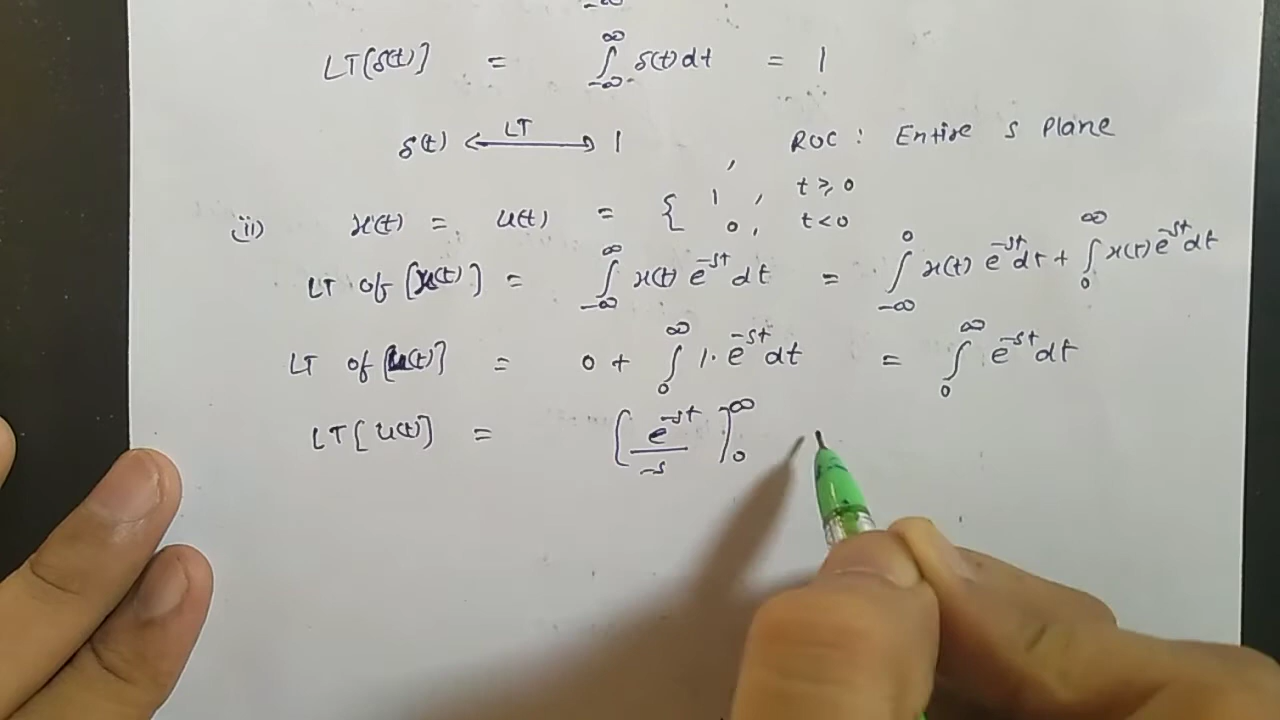 -∞
LT[δ(t)] = ∫_{-∞}^{∞} δ(t) dt = 1
δ(t) <—LT—> 1 , ROC : Entire s Plane
(ii) x(t) = u(t) = { 1 , t ≥ 0
0 , t < 0
LT of [x(t)] = ∫_{-∞}^{∞} x(t) e^{-st} dt = ∫_{-∞}^{0} x(t) e^{-st} dt + ∫_{0}^{∞} x(t) e^{-st} dt
LT of [u(t)] = 0 + ∫_{0}^{∞} 1. e^{-st} dt = ∫_{0}^{∞} e^{-st} dt
LT[u(t)] = [ e^{-st} / -s ]_{0}^{∞}